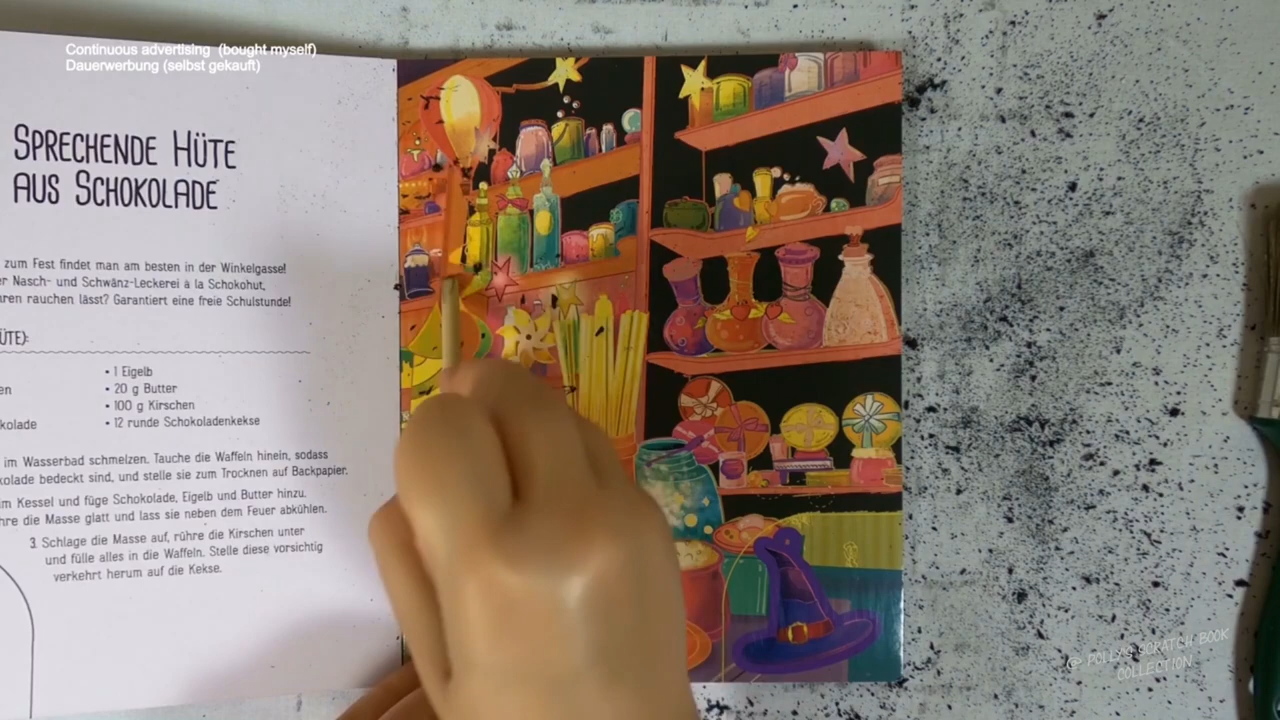 Continuous advertising (bought myself)
Dauerwerbung (selbst gekauft)
SPRECHENDE HÜTE
AUS SCHOKOLADE
zum Fest findet man am besten in der Winkelgasse!
Nasch- und Schwänz-Leckerei à la Schokohut,
rauchen lässt? Garantiert eine freie Schulstunde!
• 1 Eigelb
• 20 g Butter
• 100 g Kirschen
• 12 runde Schokoladenkekse
im Wasserbad schmelzen. Tauche die Waffeln hinein, sodass
bedeckt sind, und stelle sie zum Trocknen auf Backpapier.
im Kessel und füge Schokolade, Eigelb und Butter hinzu.
die Masse glatt und lass sie neben dem Feuer abkühlen.
3. Schlage die Masse auf, rühre die Kirschen unter
und fülle alles in die Waffeln. Stelle diese vorsichtig
verkehrt herum auf die Kekse.
@ POLLY'S SCRATCH BOOK
COLLECTION